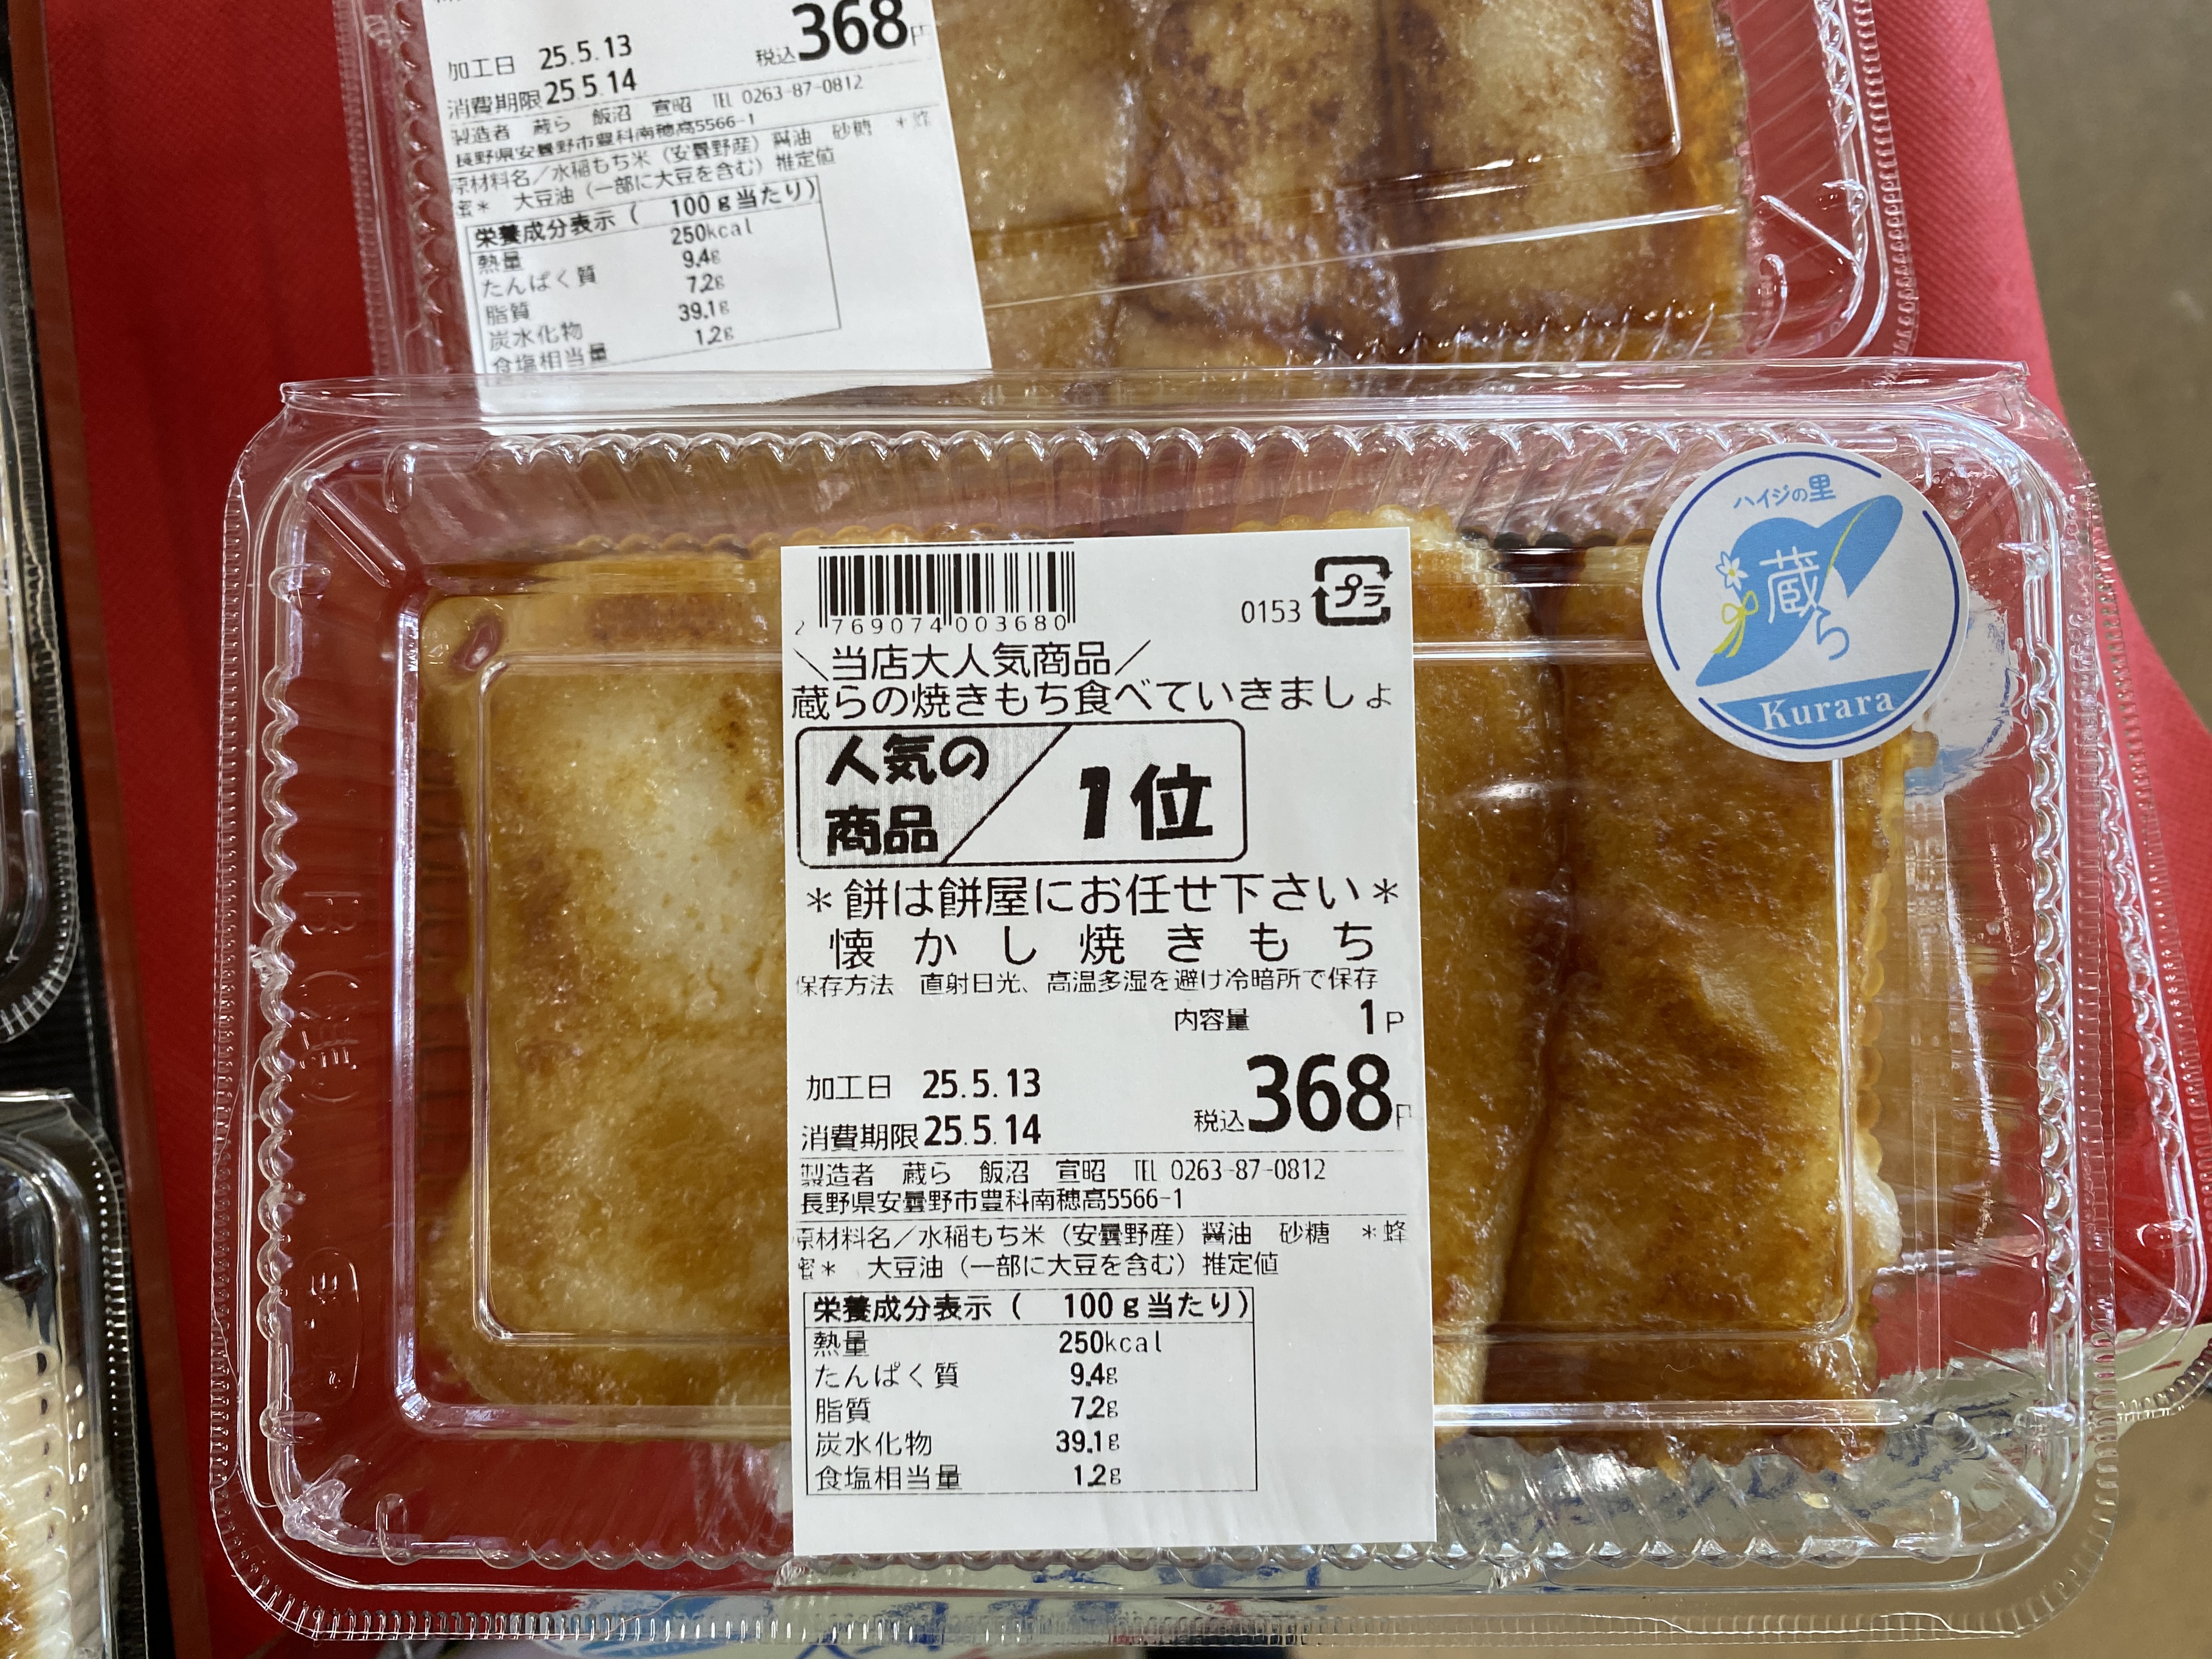 加工日 25.5.13
税込368円
消費期限25.5.14
製造者 蔵ら 飯沼 宣昭 TEL 0263-87-0812
長野県安曇野市豊科南穂高5566-1
原材料名／水稲もち米（安曇野産）醤油 砂糖 ＊蜂
蜜＊ 大豆油（一部に大豆を含む）推定値
栄養成分表示（ 100g当たり）
熱量 250kcal
たんぱく質 9.4g
脂質 7.2g
炭水化物 39.1g
食塩相当量 1.2g
ハイジの里
蔵ら
Kurara
2 769074 003680
0153
プラ
＼当店大人気商品／
蔵らの焼きもち食べていきましょ
人気の
商品
1位
＊餅は餅屋にお任せ下さい＊
懐かし焼きもち
保存方法 直射日光、高温多湿を避け冷暗所で保存
内容量 1P
加工日 25.5.13
税込368円
消費期限25.5.14
製造者 蔵ら 飯沼 宣昭 TEL 0263-87-0812
長野県安曇野市豊科南穂高5566-1
原材料名／水稲もち米（安曇野産）醤油 砂糖 ＊蜂
蜜＊ 大豆油（一部に大豆を含む）推定値
栄養成分表示（ 100g当たり）
熱量 250kcal
たんぱく質 9.4g
脂質 7.2g
炭水化物 39.1g
食塩相当量 1.2g